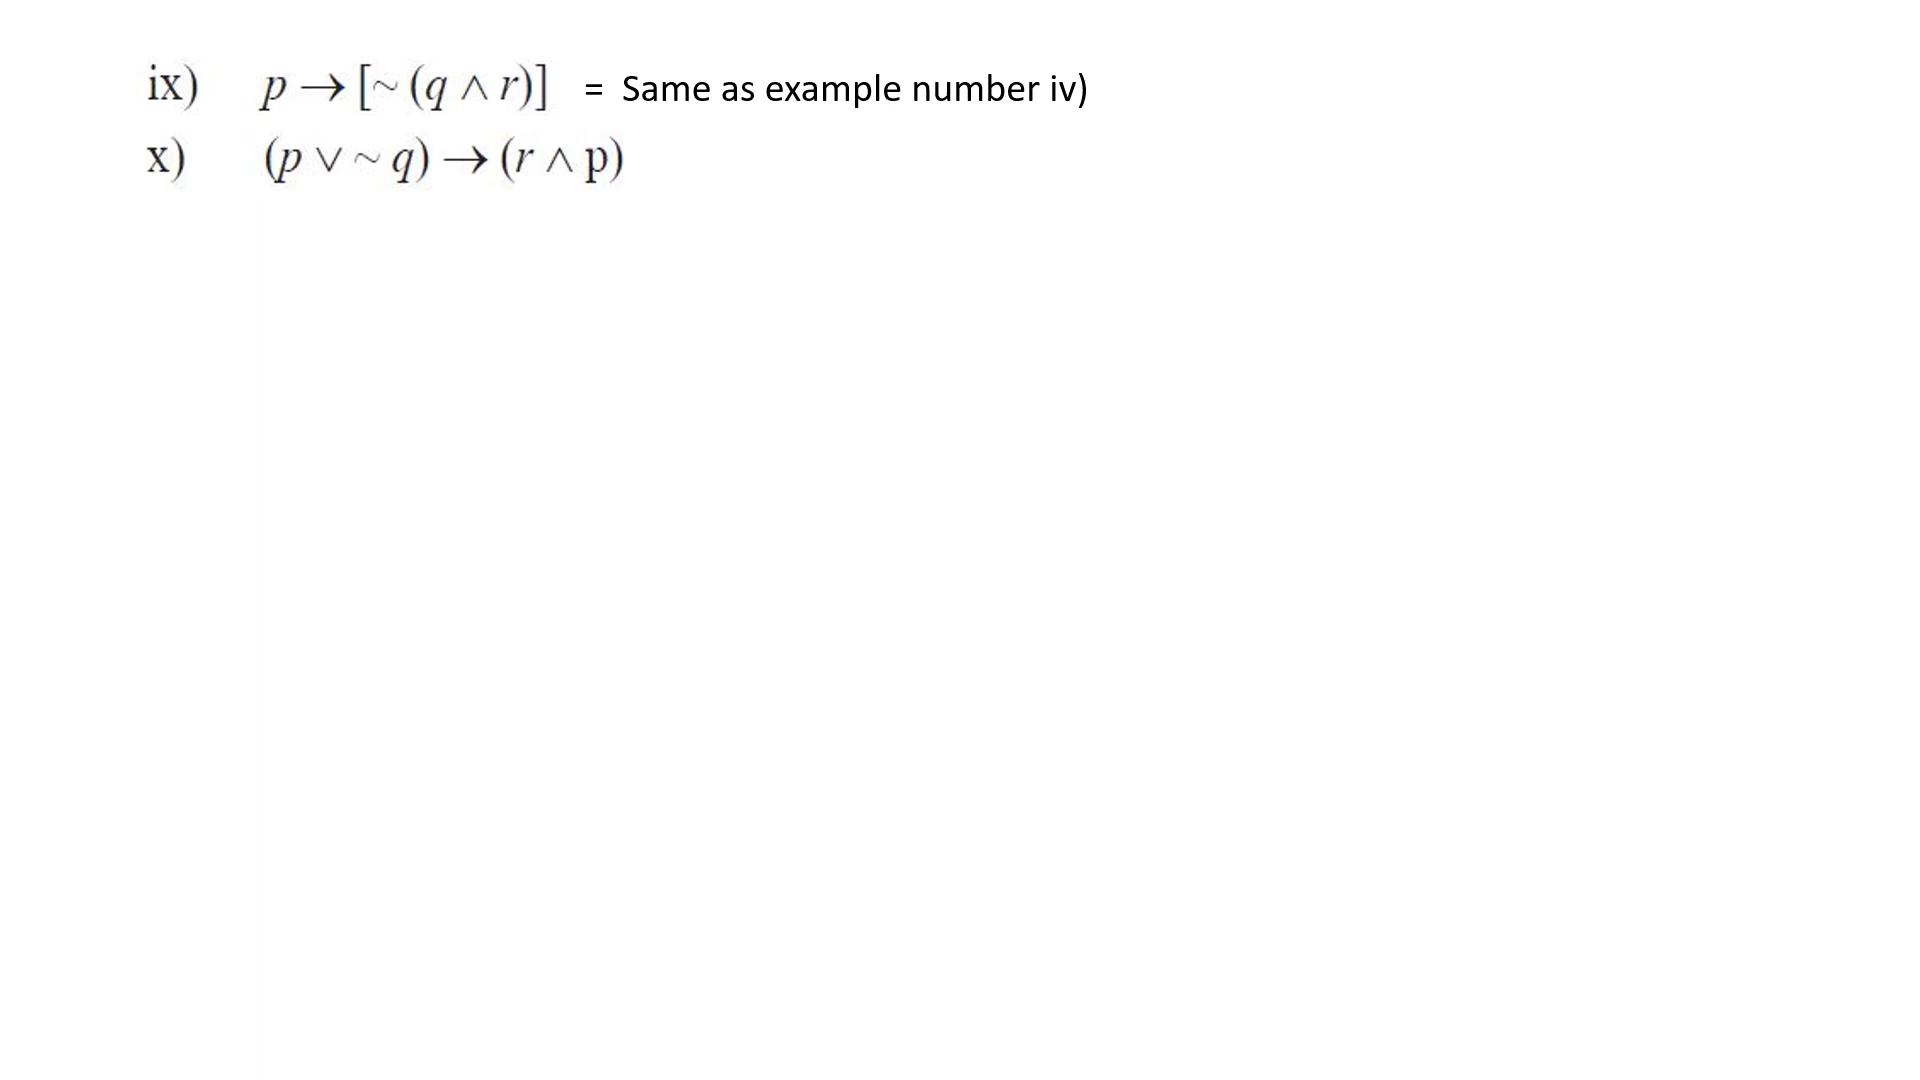 ix) p → [~ (q ∧ r)] = Same as example number iv)
x) (p ∨ ~ q) → (r ∧ p)